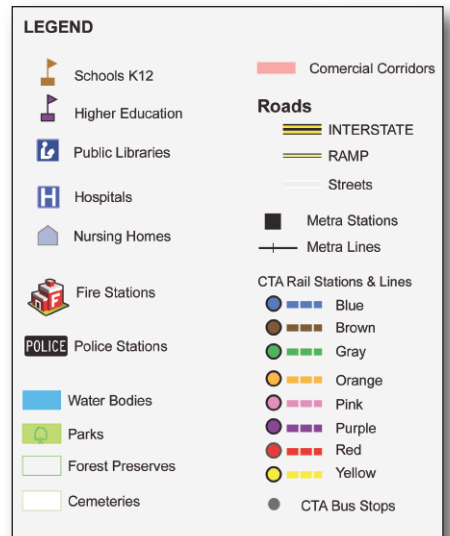 LEGEND
Schools K12
Higher Education
Public Libraries
H
Hospitals
Nursing Homes
F
Fire Stations
POLICE
Police Stations
Water Bodies
Parks
Forest Preserves
Cemeteries
Comercial Corridors
Roads
INTERSTATE
RAMP
Streets
Metra Stations
Metra Lines
CTA Rail Stations & Lines
Blue
Brown
Gray
Orange
Pink
Purple
Red
Yellow
CTA Bus Stops